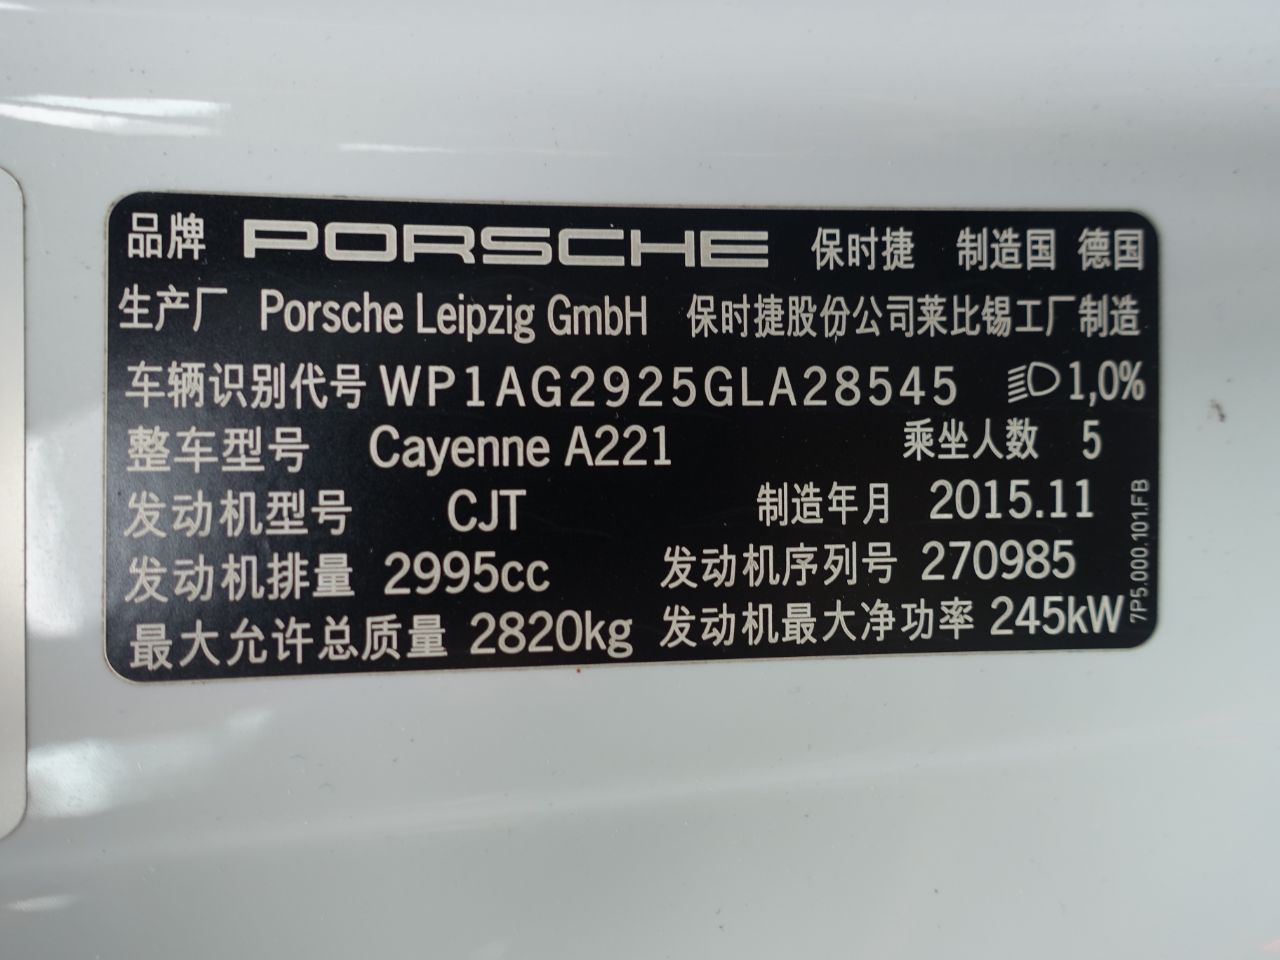 品牌 PORSCHE 保时捷 制造国 德国
生产厂 Porsche Leipzig GmbH 保时捷股份公司莱比锡工厂制造
车辆识别代号 WP1AG2925GLA28545 1,0%
整车型号 Cayenne A221 乘坐人数 5
发动机型号 CJT 制造年月 2015.11
发动机排量 2995cc 发动机序列号 270985
最大允许总质量 2820kg 发动机最大净功率 245kW
7P5.000.101.FB